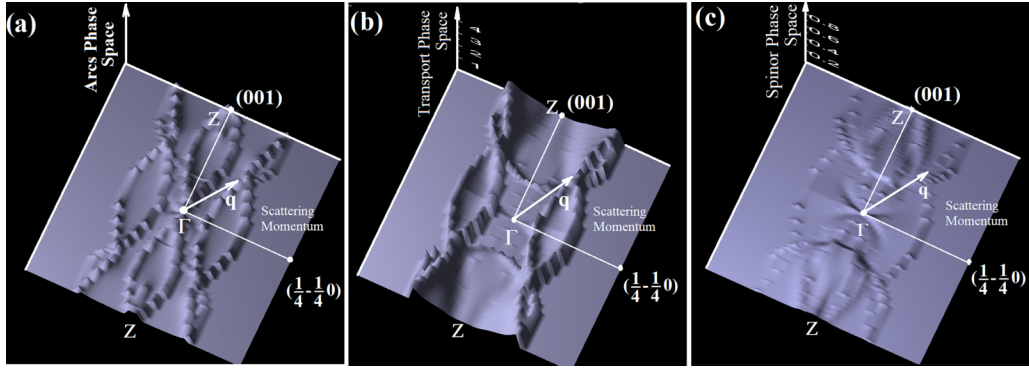 (a)
Arcs Phase
Space
(001)
Z
Γ
q
Scattering
Momentum
(1/4 -1/4 0)
Z
(b)
Transport Phase
Space
(001)
Z
Γ
q
Scattering
Momentum
(1/4 -1/4 0)
Z
(c)
Spinor Phase
Space
(001)
Z
Γ
q
Scattering
Momentum
(1/4 -1/4 0)
Z